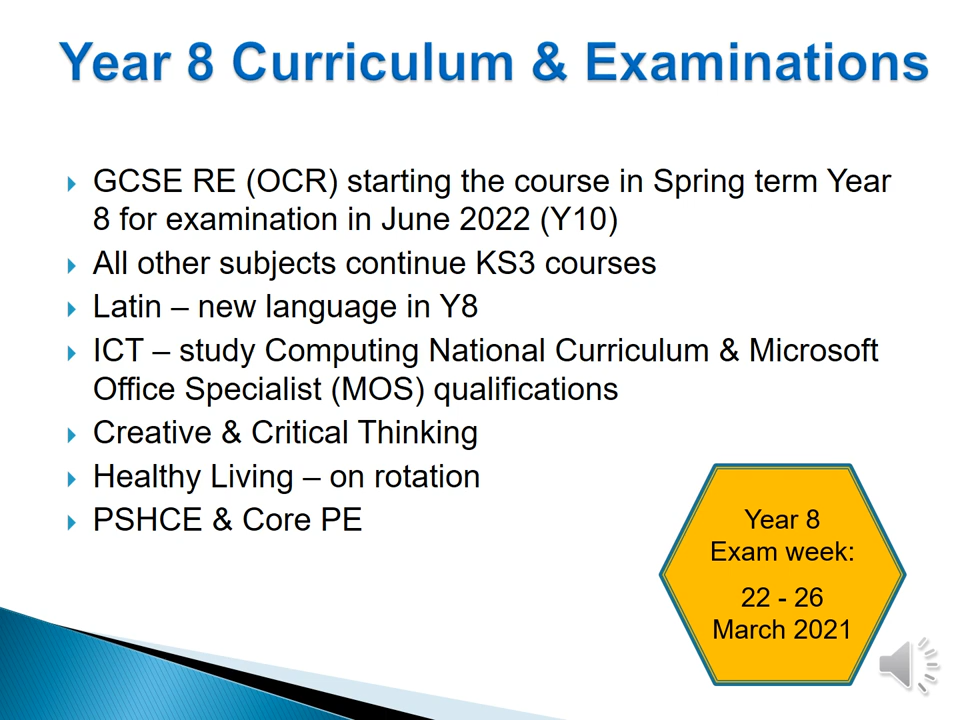 Year 8 Curriculum & Examinations
GCSE RE (OCR) starting the course in Spring term Year
8 for examination in June 2022 (Y10)
All other subjects continue KS3 courses
Latin – new language in Y8
ICT – study Computing National Curriculum & Microsoft
Office Specialist (MOS) qualifications
Creative & Critical Thinking
Healthy Living – on rotation
PSHCE & Core PE
Year 8
Exam week:
22 - 26
March 2021